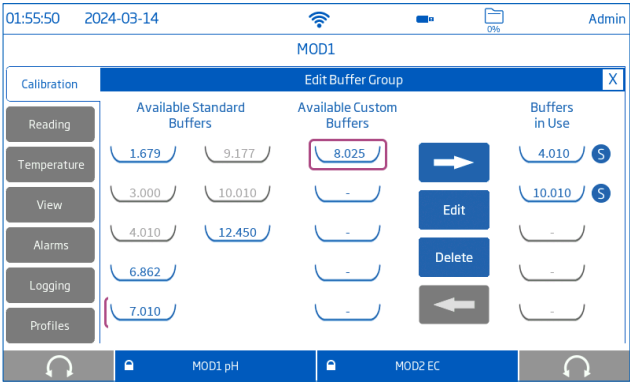 01:55:50 2024-03-14 0% Admin
MOD1
Calibration
Edit Buffer Group X
Reading
Temperature
View
Alarms
Logging
Profiles
Available Standard
Buffers
Available Custom
Buffers
Buffers
in Use
1.679 9.177 8.025 4.010 S
3.000 10.010 - 10.010 S
Edit
4.010 12.450 - -
Delete
6.862 - -
7.010 - -
MOD1 pH MOD2 EC